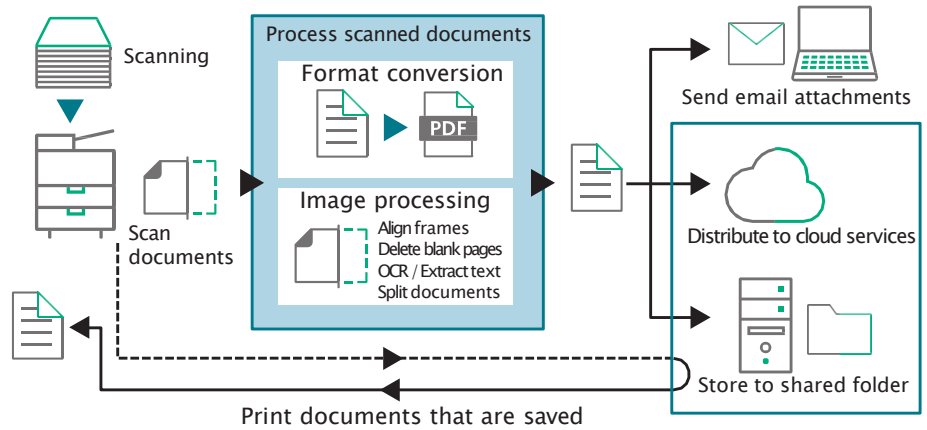 Scanning
Scan
documents
Process scanned documents
Format conversion
PDF
Image processing
Align frames
Delete blank pages
OCR / Extract text
Split documents
Send email attachments
Distribute to cloud services
Store to shared folder
Print documents that are saved